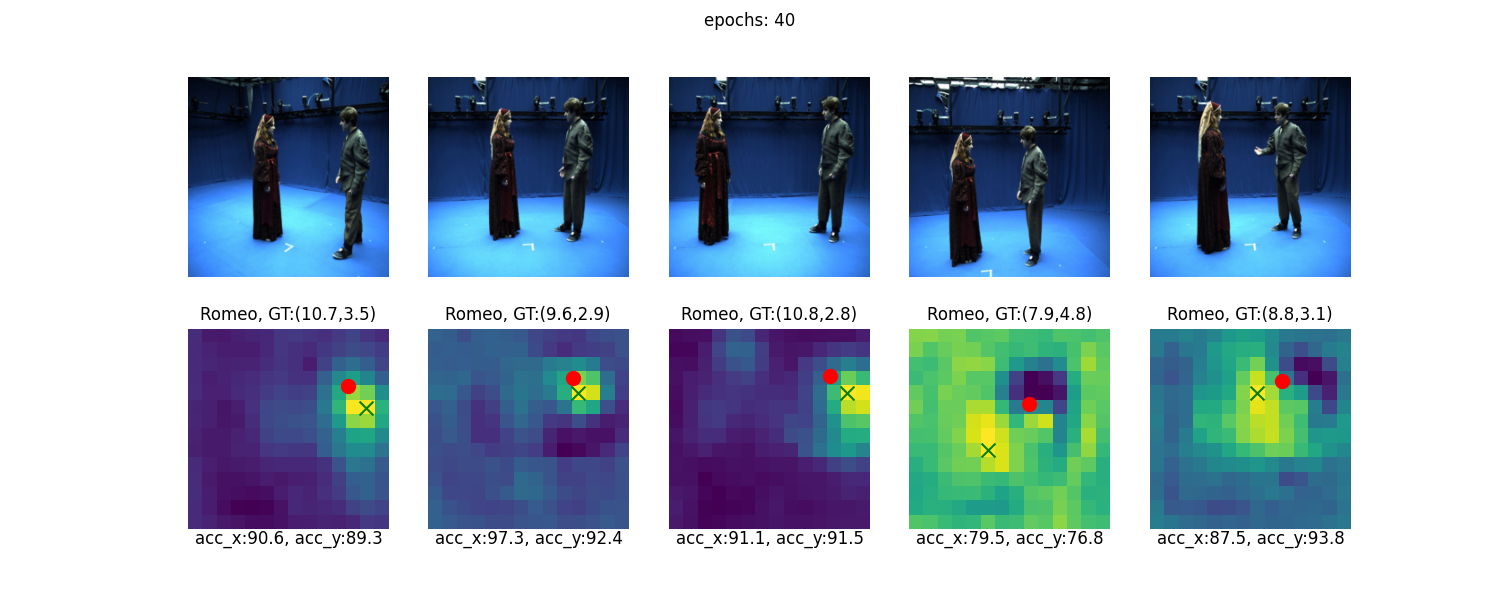 epochs: 40
Romeo, GT:(10.7,3.5)
Romeo, GT:(9.6,2.9)
Romeo, GT:(10.8,2.8)
Romeo, GT:(7.9,4.8)
Romeo, GT:(8.8,3.1)
acc_x:90.6, acc_y:89.3
acc_x:97.3, acc_y:92.4
acc_x:91.1, acc_y:91.5
acc_x:79.5, acc_y:76.8
acc_x:87.5, acc_y:93.8